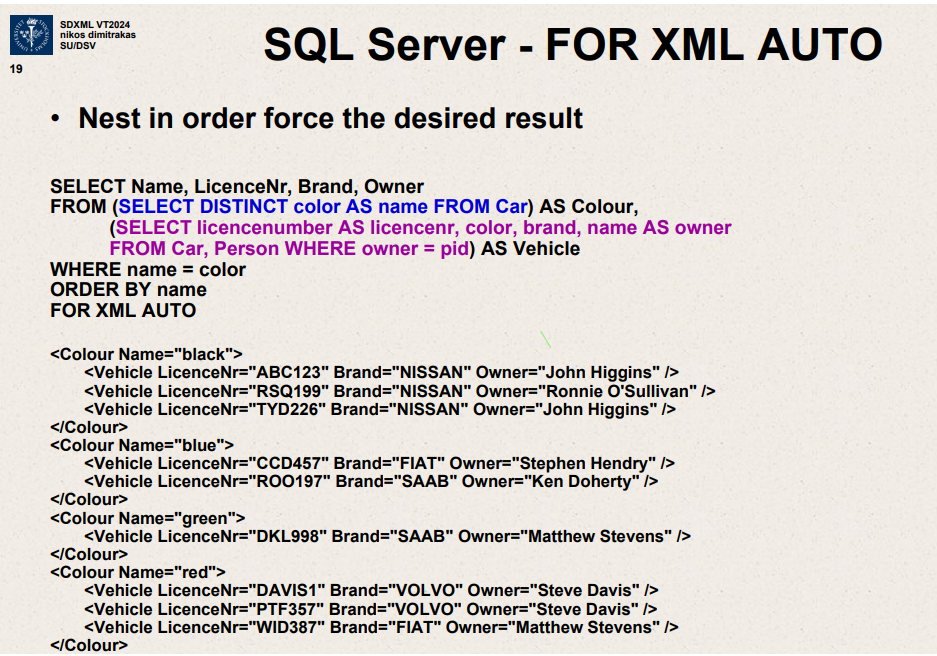 SDXML VT2024
nikos dimitrakas
SU/DSV
19
SQL Server - FOR XML AUTO
• Nest in order force the desired result
SELECT Name, LicenceNr, Brand, Owner
FROM (SELECT DISTINCT color AS name FROM Car) AS Colour,
(SELECT licencenumber AS licencenr, color, brand, name AS owner
FROM Car, Person WHERE owner = pid) AS Vehicle
WHERE name = color
ORDER BY name
FOR XML AUTO
<Colour Name="black">
<Vehicle LicenceNr="ABC123" Brand="NISSAN" Owner="John Higgins" />
<Vehicle LicenceNr="RSQ199" Brand="NISSAN" Owner="Ronnie O'Sullivan" />
<Vehicle LicenceNr="TYD226" Brand="NISSAN" Owner="John Higgins" />
</Colour>
<Colour Name="blue">
<Vehicle LicenceNr="CCD457" Brand="FIAT" Owner="Stephen Hendry" />
<Vehicle LicenceNr="ROO197" Brand="SAAB" Owner="Ken Doherty" />
</Colour>
<Colour Name="green">
<Vehicle LicenceNr="DKL998" Brand="SAAB" Owner="Matthew Stevens" />
</Colour>
<Colour Name="red">
<Vehicle LicenceNr="DAVIS1" Brand="VOLVO" Owner="Steve Davis" />
<Vehicle LicenceNr="PTF357" Brand="VOLVO" Owner="Steve Davis" />
<Vehicle LicenceNr="WID387" Brand="FIAT" Owner="Matthew Stevens" />
</Colour>